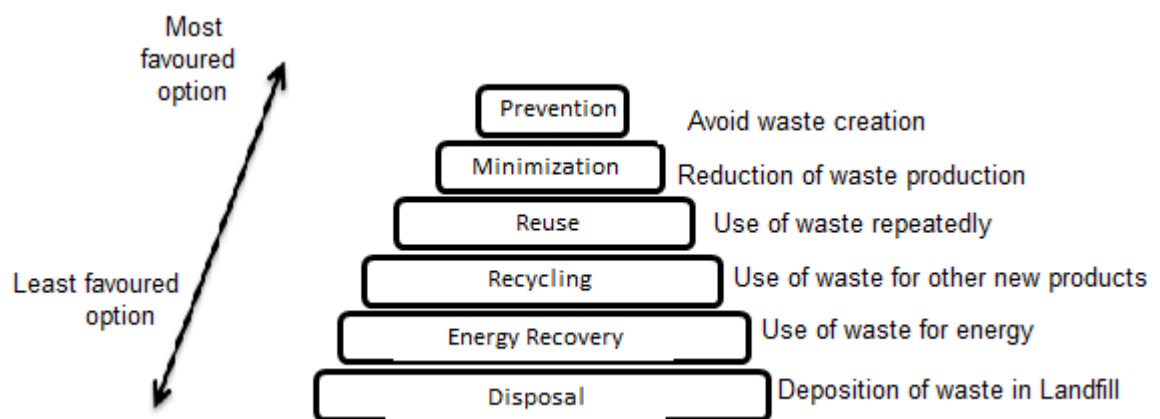 Most
favoured
option
Prevention
Avoid waste creation
Minimization
Reduction of waste production
Reuse
Use of waste repeatedly
Recycling
Use of waste for other new products
Least favoured
option
Energy Recovery
Use of waste for energy
Disposal
Deposition of waste in Landfill